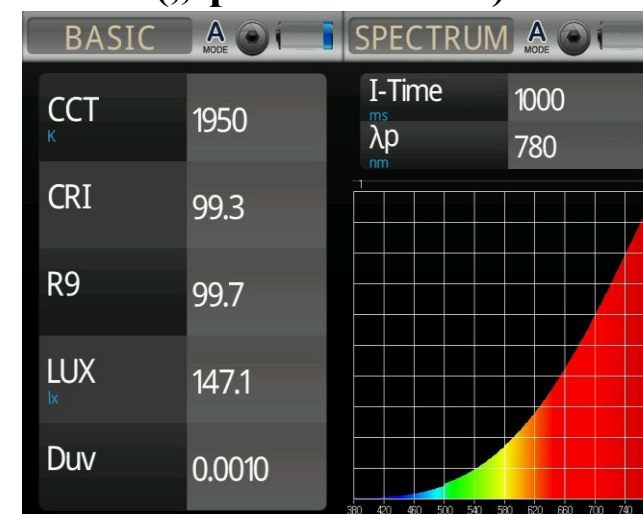 BASIC
A
MODE
SPECTRUM
A
MODE
CCT
K
1950
CRI
99.3
R9
99.7
LUX
lx
147.1
Duv
0.0010
I-Time
ms
1000
λp
nm
780
1
380 420 460 500 540 580 620 660 700 740